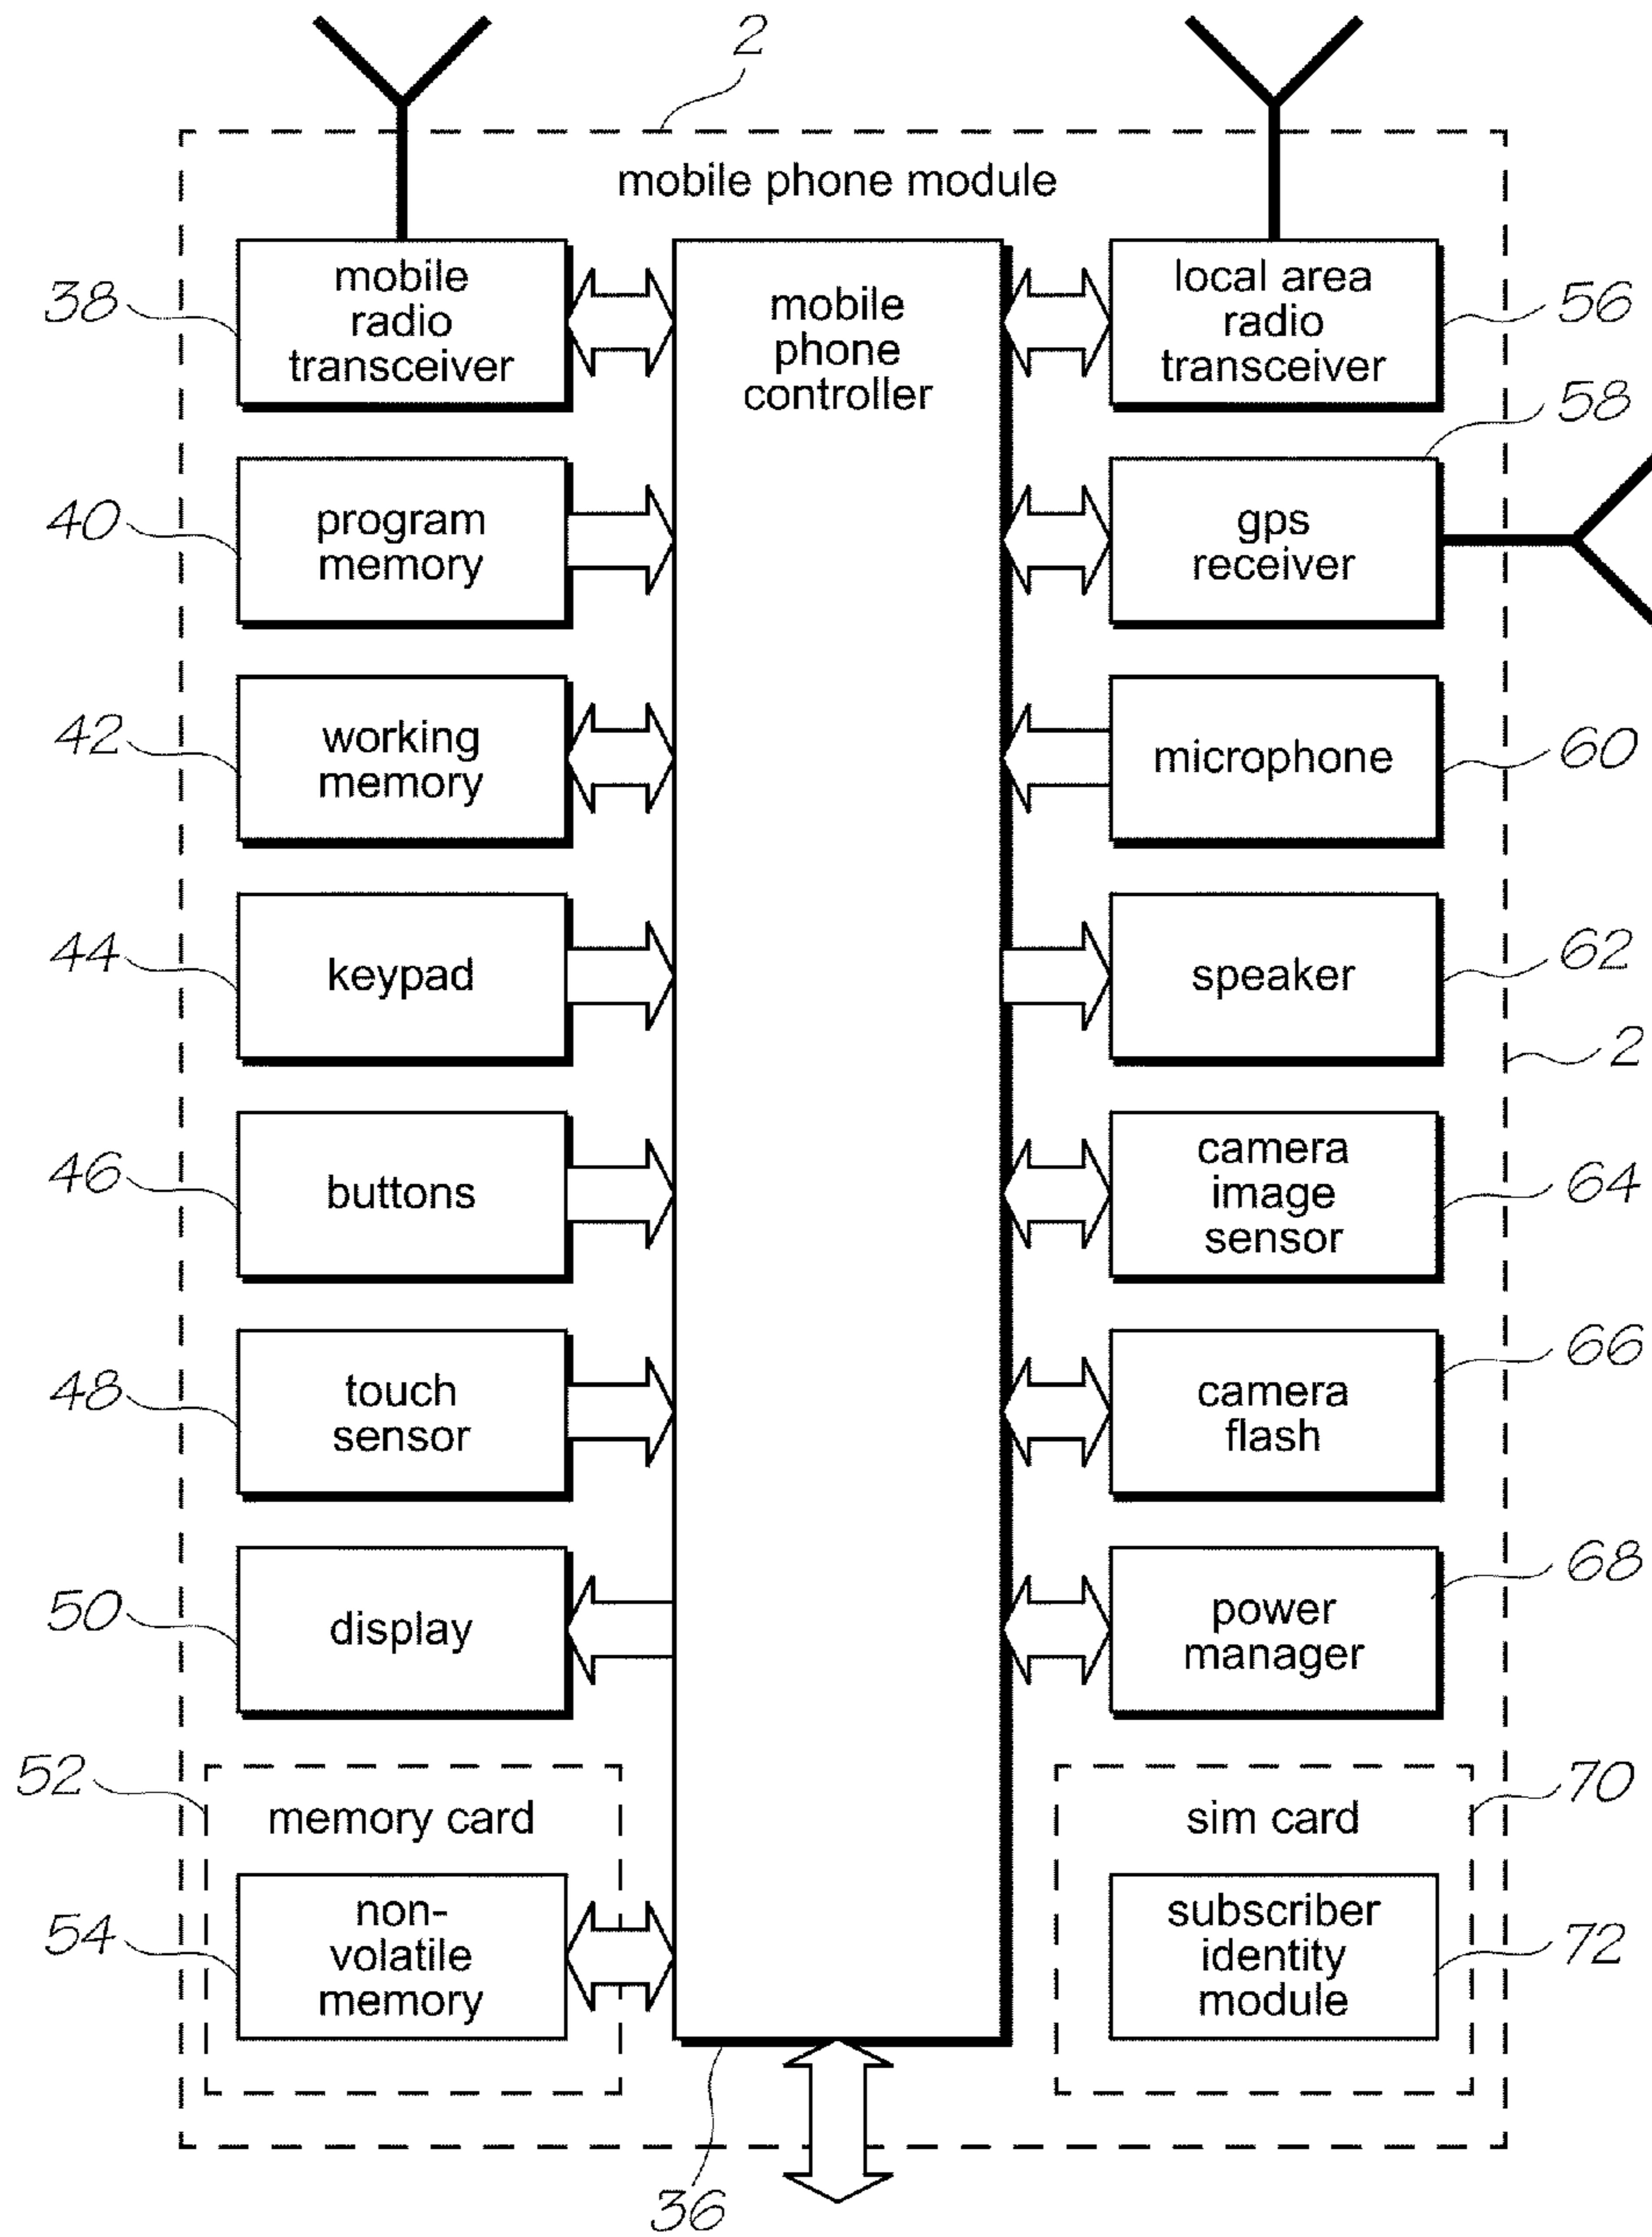 2
mobile phone module
38
mobile
radio
transceiver
mobile
phone
controller
local area
radio
transceiver
56
58
40
program
memory
gps
receiver
42
working
memory
microphone
60
44
keypad
speaker
62
2
46
buttons
camera
image
sensor
64
48
touch
sensor
camera
flash
66
50
display
power
manager
68
52
memory card
sim card
70
54
non-
volatile
memory
subscriber
identity
module
72
36